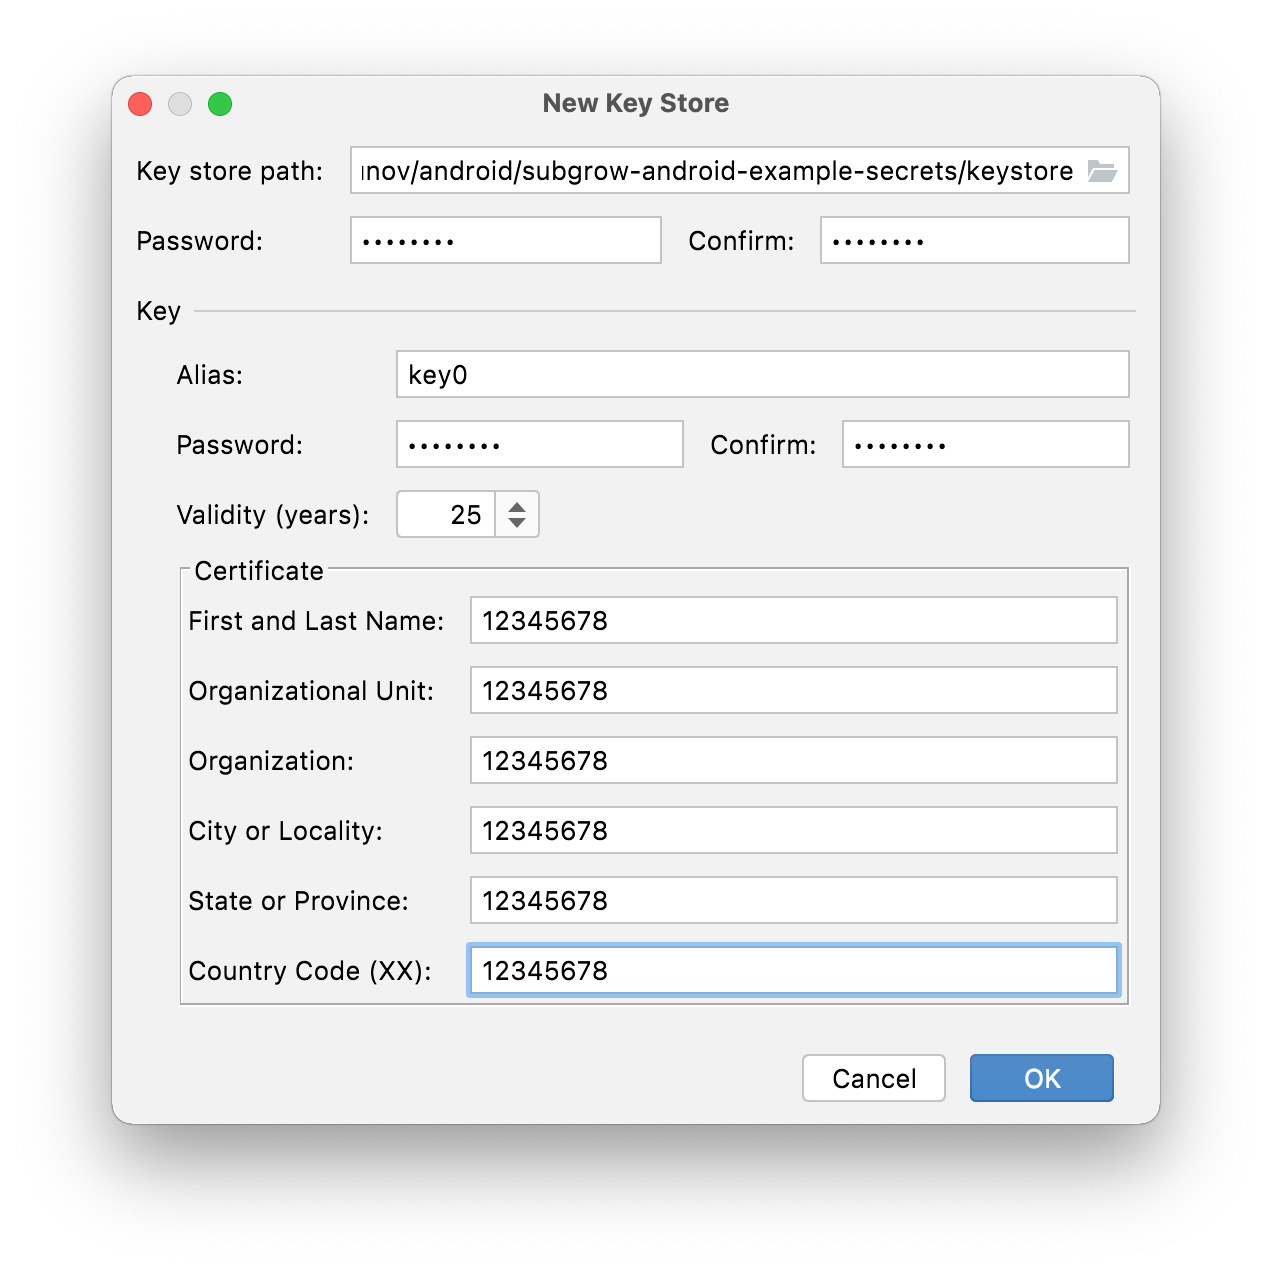 New Key Store
Key store path: nov/android/subgrow-android-example-secrets/keystore
Password: •••••••• Confirm: ••••••••
Key
Alias: key0
Password: •••••••• Confirm: ••••••••
Validity (years): 25
Certificate
First and Last Name: 12345678
Organizational Unit: 12345678
Organization: 12345678
City or Locality: 12345678
State or Province: 12345678
Country Code (XX): 12345678
Cancel OK